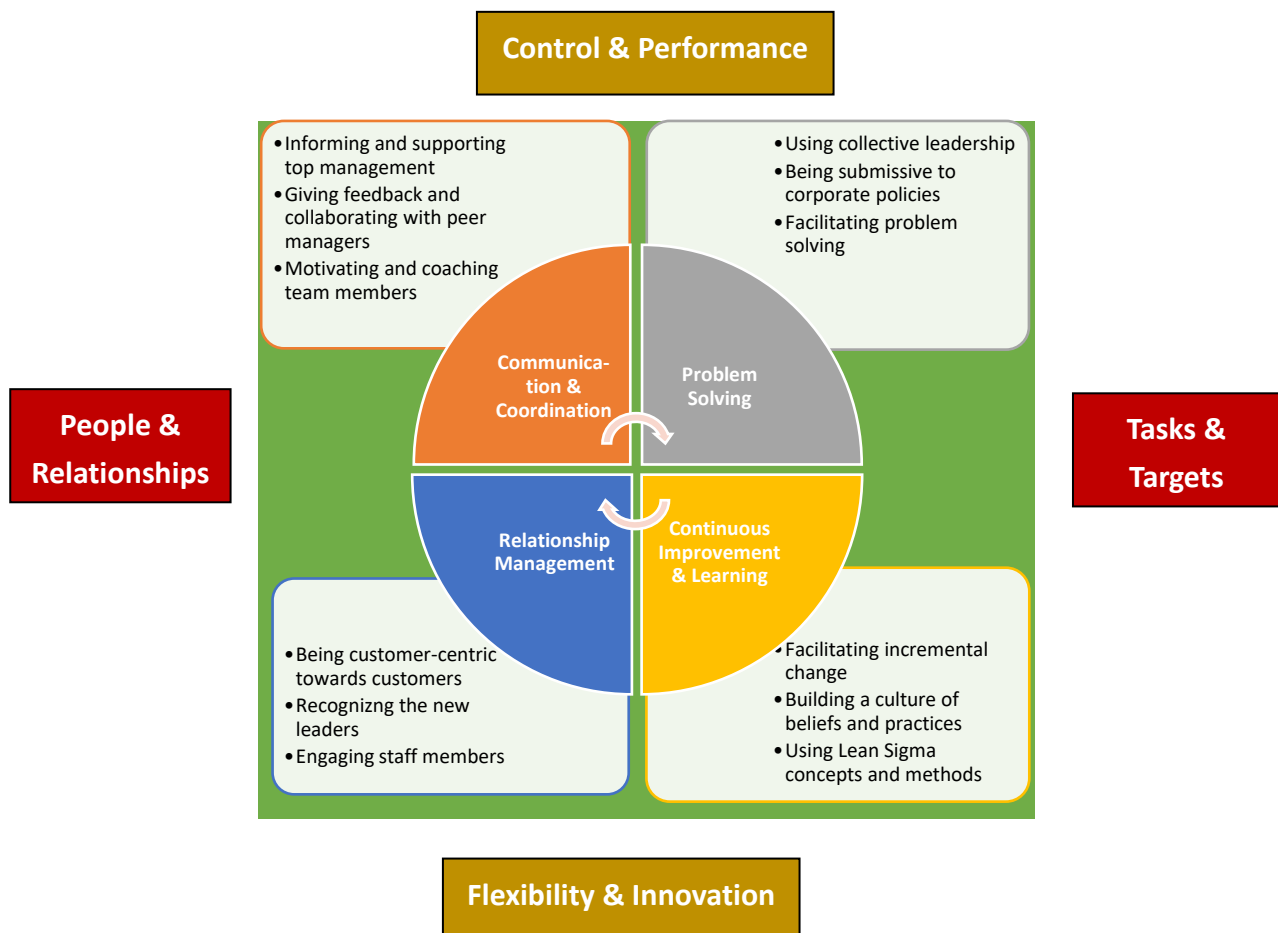 Control & Performance
•Informing and supporting
top management
•Giving feedback and
collaborating with peer
managers
•Motivating and coaching
team members
•Using collective leadership
•Being submissive to
corporate policies
•Facilitating problem
solving
Communica-
tion &
Coordination
Problem
Solving
People &
Relationships
Tasks &
Targets
Relationship
Management
Continuous
Improvement
& Learning
•Being customer-centric
towards customers
•Recognizng the new
leaders
•Engaging staff members
•Facilitating incremental
change
•Building a culture of
beliefs and practices
•Using Lean Sigma
concepts and methods
Flexibility & Innovation